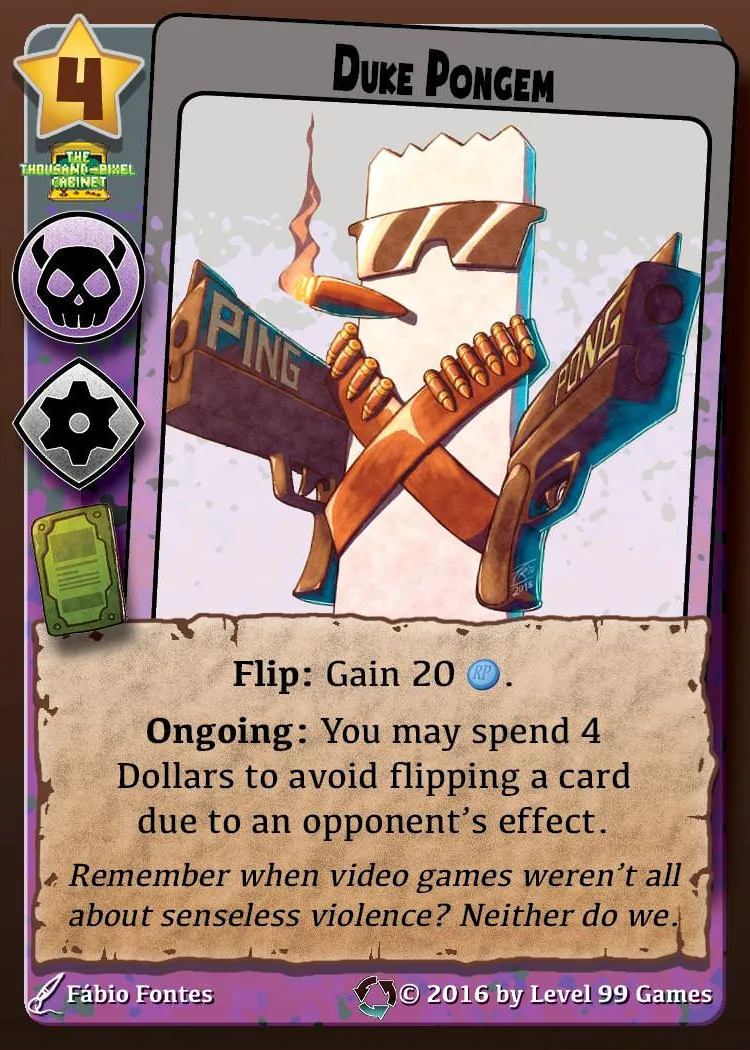 4
DUKE PONGEM
THE
THOUSAND-PIXEL
CABINET
PING
PONG
2016
Flip: Gain 20 RP.
Ongoing: You may spend 4
Dollars to avoid flipping a card
due to an opponent’s effect.
Remember when video games weren’t all
about senseless violence? Neither do we.
Fábio Fontes
© 2016 by Level 99 Games